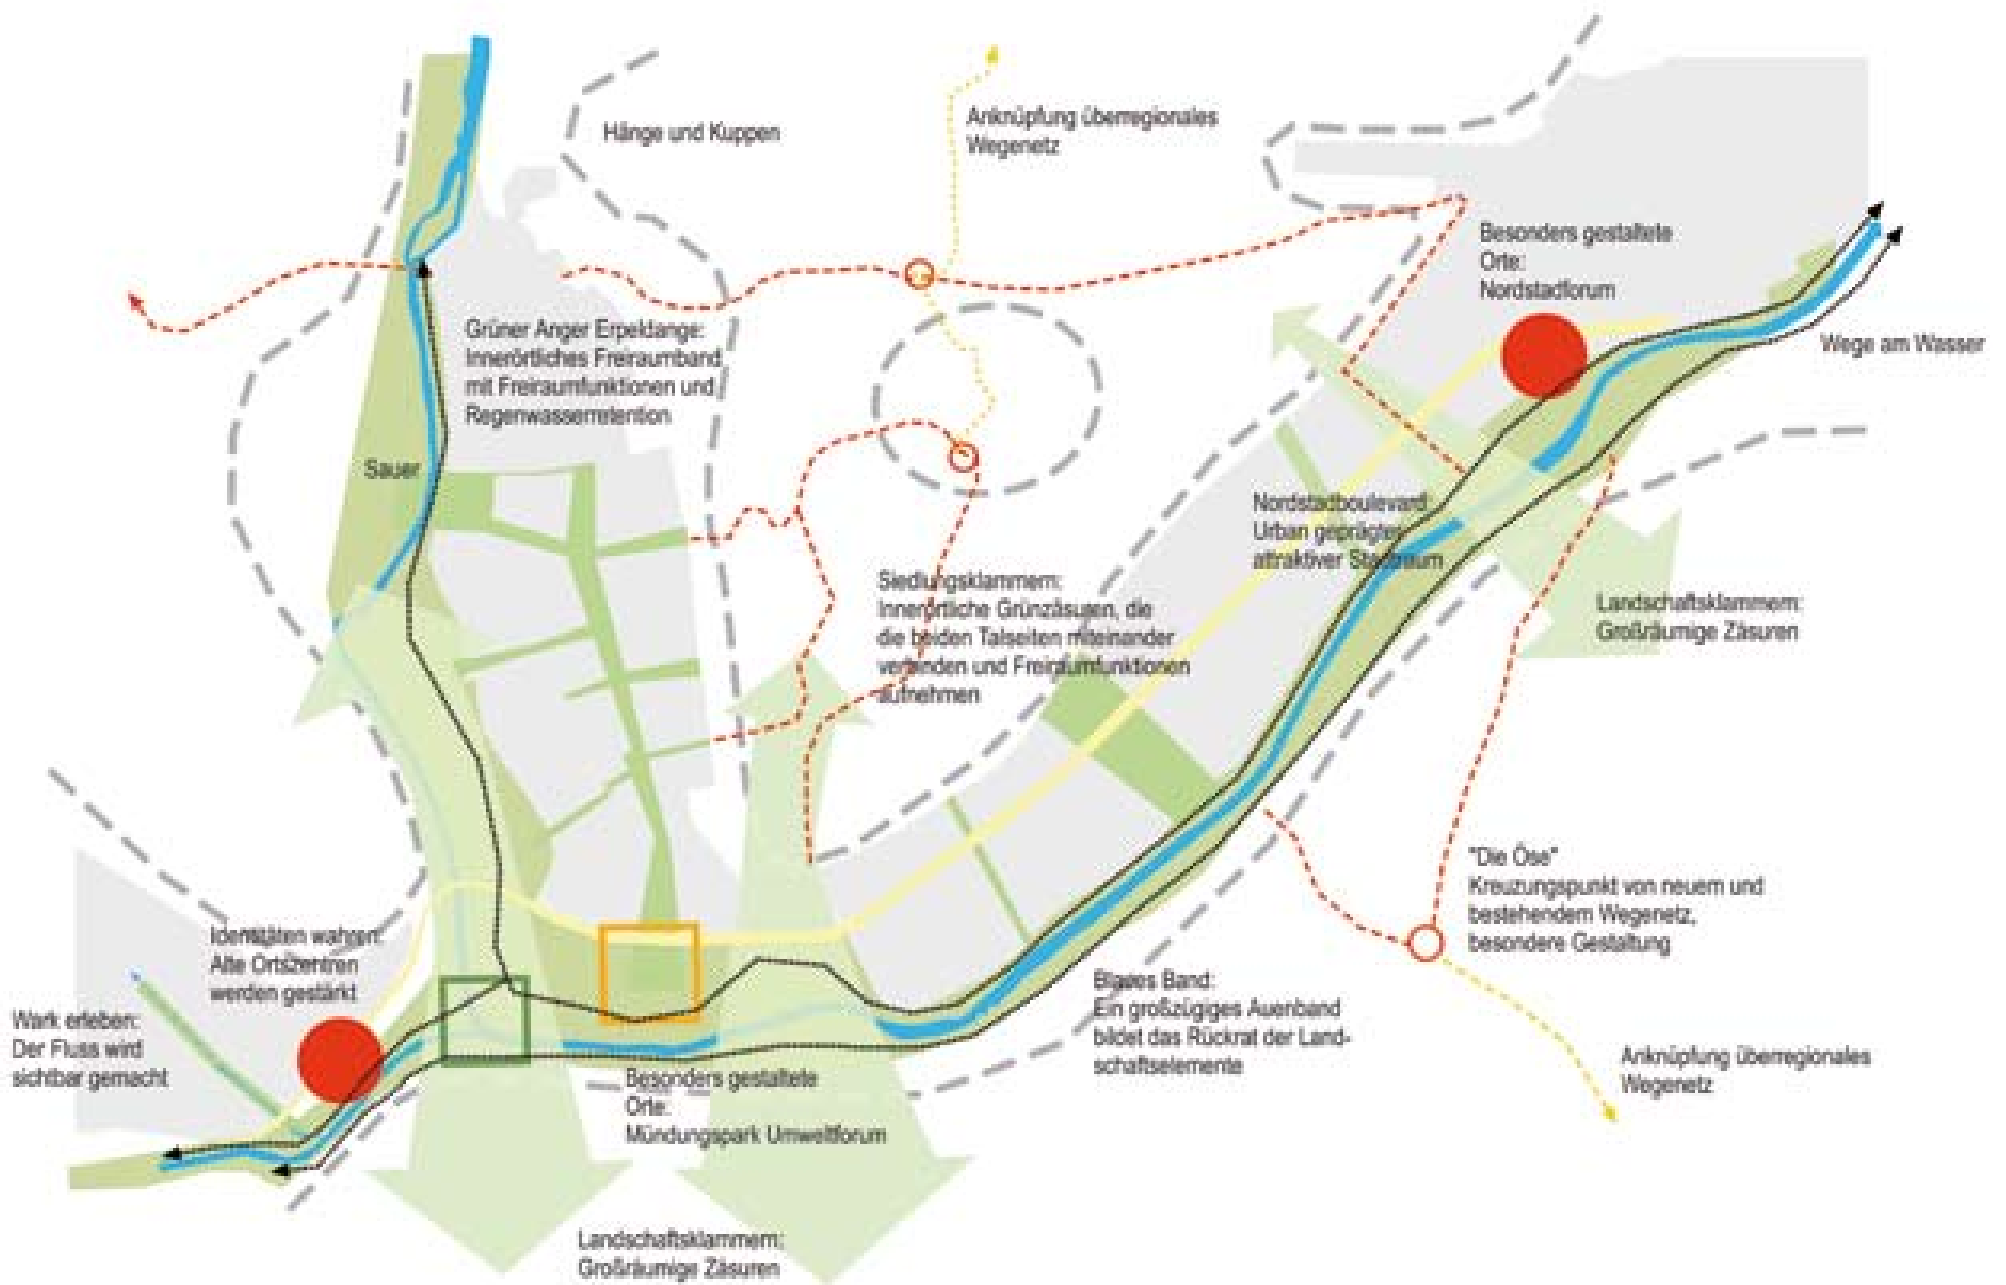 Hänge und Kuppen
Anknüpfung überregionales
Wegenetz
Besonders gestaltete
Orte:
Nordstadforum
Wege am Wasser
Grüner Anger Erpeldange:
Innerörtliches Freiraumband
mit Freiraumfunktionen und
Regenwasserretention
Sauer
Nordstadboulevard:
Urban geprägter
attraktiver Stadtraum
Siedlungsklammern:
Innerörtliche Grünzäsuren, die
die beiden Talseiten miteinander
verbinden und Freiraumfunktionen
aufnehmen
Landschaftsklammern:
Großräumige Zäsuren
"Die Öse"
Kreuzungspunkt von neuem und
bestehendem Wegenetz,
besondere Gestaltung
Identitäten wahren:
Alte Ortszentren
werden gestärkt
Wark erleben:
Der Fluss wird
sichtbar gemacht
Blaues Band:
Ein großzügiges Auenband
bildet das Rückrat der Land-
schaftselemente
Anknüpfung überregionales
Wegenetz
Besonders gestaltete
Orte:
Mündungspark Umweltforum
Landschaftsklammern:
Großräumige Zäsuren